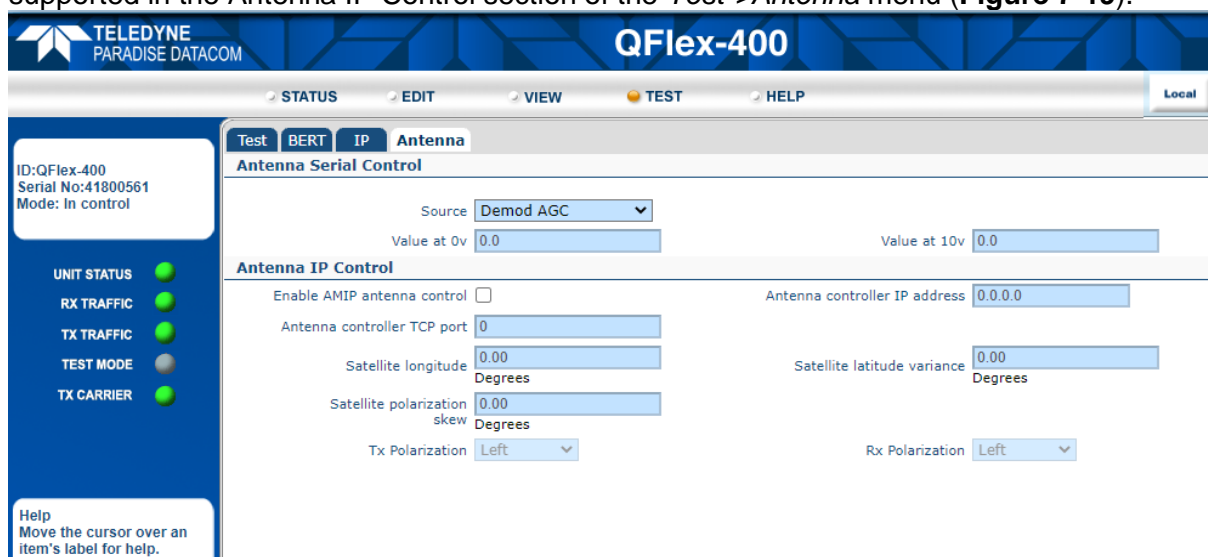 supported in the Antenna IP Control section of the Test->Antenna menu (Figure 7-19).
TELEDYNE
PARADISE DATACOM
QFlex-400
STATUS EDIT VIEW TEST HELP
Local
Test BERT IP Antenna
ID:QFlex-400
Serial No:41800561
Mode: In control
UNIT STATUS
RX TRAFFIC
TX TRAFFIC
TEST MODE
TX CARRIER
Help
Move the cursor over an
item's label for help.
Antenna Serial Control
Source Demod AGC
Value at 0v 0.0 Value at 10v 0.0
Antenna IP Control
Enable AMIP antenna control Antenna controller IP address 0.0.0.0
Antenna controller TCP port 0
Satellite longitude 0.00 Degrees Satellite latitude variance 0.00 Degrees
Satellite polarization skew 0.00 Degrees
Tx Polarization Left Rx Polarization Left